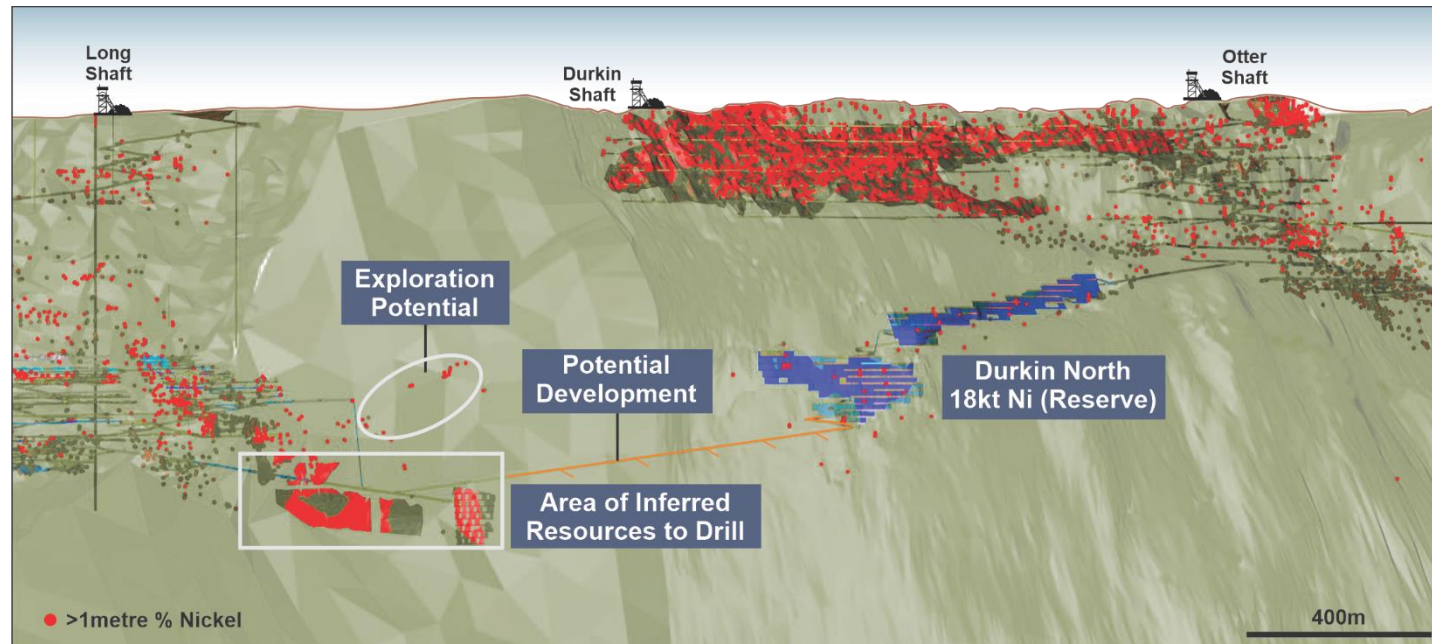 Long
Shaft
Durkin
Shaft
Otter
Shaft
Exploration
Potential
Potential
Development
Durkin North
18kt Ni (Reserve)
Area of Inferred
Resources to Drill
>1metre % Nickel
400m